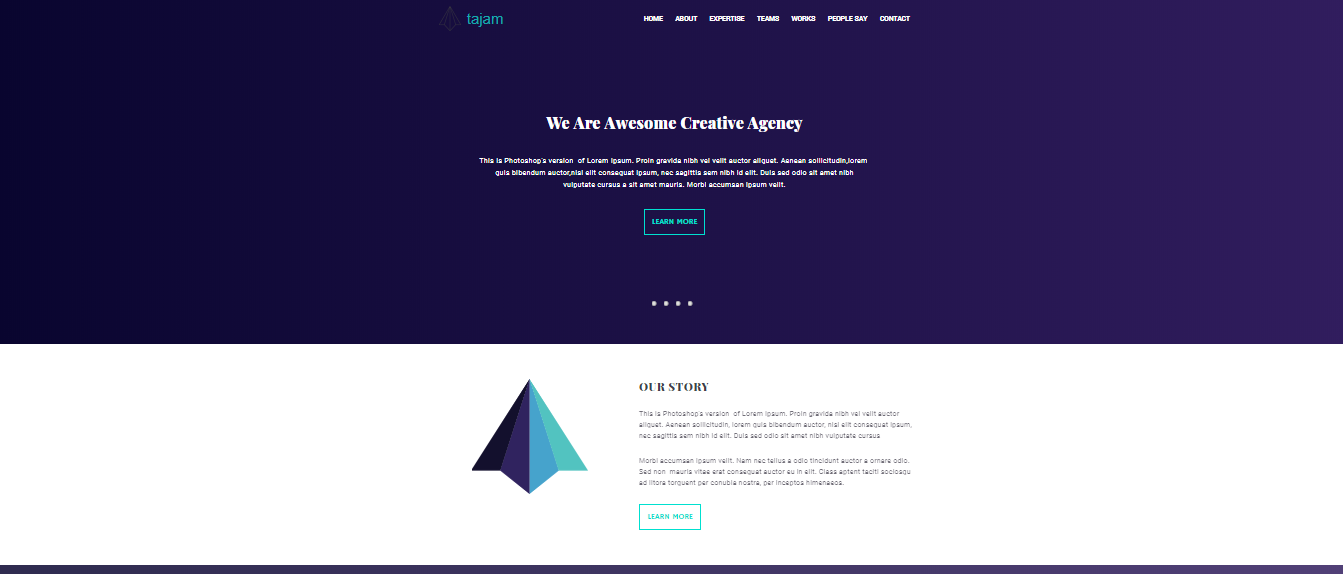 tajam
HOME ABOUT EXPERTISE TEAMS WORKS PEOPLE SAY CONTACT
We Are Awesome Creative Agency
This is Photoshop's version of Lorem Ipsum. Proin gravida nibh vel velit auctor aliquet. Aenean sollicitudin,lorem
quis bibendum auctor,nisi elit consequat ipsum, nec sagittis sem nibh id elit. Duis sed odio sit amet nibh
vulputate cursus a sit amet mauris. Morbi accumsan ipsum velit.
LEARN MORE
OUR STORY
This is Photoshop's version of Lorem Ipsum. Proin gravida nibh vel velit auctor
aliquet. Aenean sollicitudin, lorem quis bibendum auctor, nisi elit consequat ipsum,
nec sagittis sem nibh id elit. Duis sed odio sit amet nibh vulputate cursus
Morbi accumsan ipsum velit. Nam nec tellus a odio tincidunt auctor a ornare odio.
Sed non mauris vitae erat consequat auctor eu in elit. Class aptent taciti sociosqu
ad litora torquent per conubia nostra, per inceptos himenaeos.
LEARN MORE